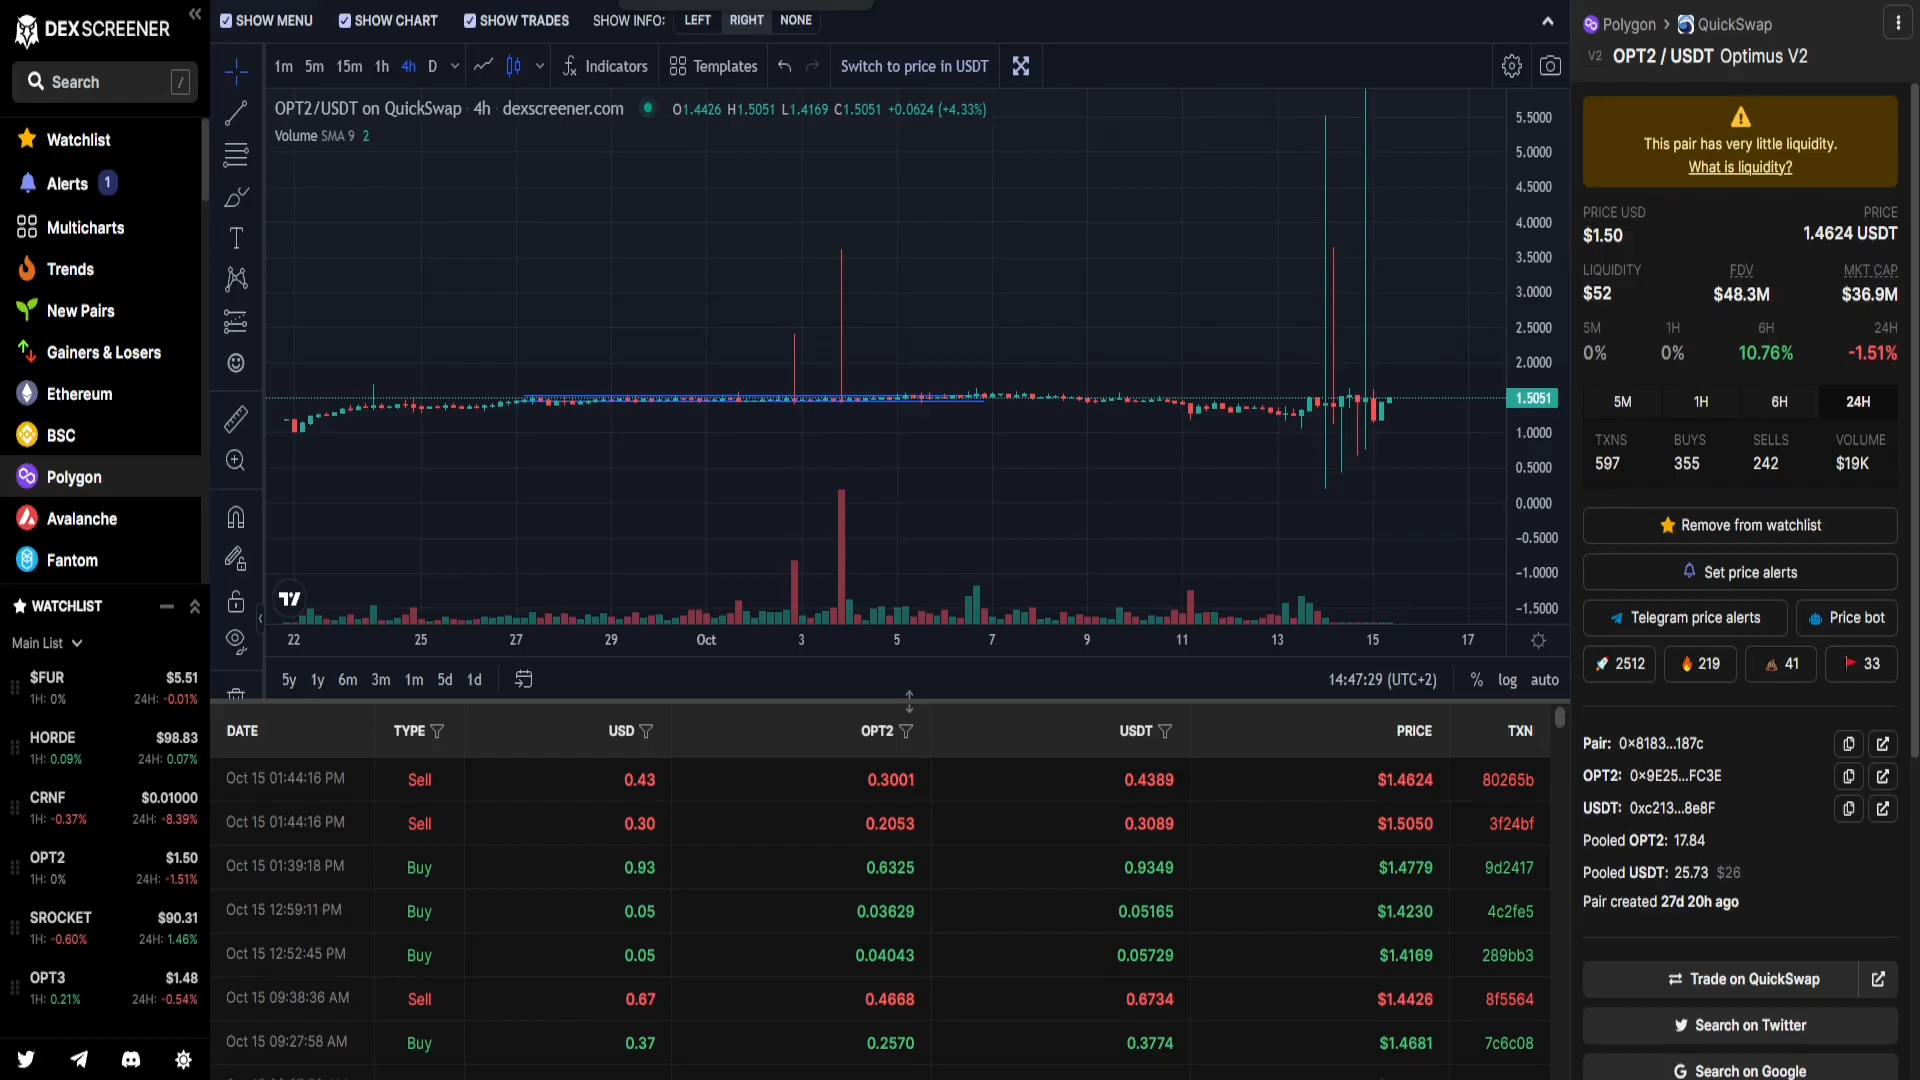 DEX SCREENER
Search /
Watchlist
Alerts 1
Multicharts
Trends
New Pairs
Gainers & Losers
Ethereum
BSC
Polygon
Avalanche
Fantom
WATCHLIST
Main List
$FUR $5.51
1H: 0% 24H: -0.01%
HORDE $98.83
1H: 0.09% 24H: 0.07%
CRNF $0.01000
1H: -0.37% 24H: -8.39%
OPT2 $1.50
1H: 0% 24H: -1.51%
SROCKET $90.31
1H: -0.60% 24H: 1.46%
OPT3 $1.48
1H: 0.21% 24H: -0.54%
SHOW MENU SHOW CHART SHOW TRADES SHOW INFO: LEFT RIGHT NONE
1m 5m 15m 1h 4h D Indicators Templates Switch to price in USDT
OPT2/USDT on QuickSwap · 4h · dexscreener.com O1.4426 H1.5051 L1.4169 C1.5051 +0.0624 (+4.33%)
Volume SMA 9 2
5.5000
5.0000
4.5000
4.0000
3.5000
3.0000
2.5000
2.0000
1.5051
1.0000
0.5000
0.0000
−0.5000
−1.0000
−1.5000
22 25 27 29 Oct 3 5 7 9 11 13 15 17
5y 1y 6m 3m 1m 5d 1d 14:47:29 (UTC+2) % log auto
DATE TYPE USD OPT2 USDT PRICE TXN
Oct 15 01:44:16 PM Sell 0.43 0.3001 0.4389 $1.4624 80265b
Oct 15 01:44:16 PM Sell 0.30 0.2053 0.3089 $1.5050 3f24bf
Oct 15 01:39:18 PM Buy 0.93 0.6325 0.9349 $1.4779 9d2417
Oct 15 12:59:11 PM Buy 0.05 0.03629 0.05165 $1.4230 4c2fe5
Oct 15 12:52:45 PM Buy 0.05 0.04043 0.05729 $1.4169 289bb3
Oct 15 09:38:36 AM Sell 0.67 0.4668 0.6734 $1.4426 8f5564
Oct 15 09:27:58 AM Buy 0.37 0.2570 0.3774 $1.4681 7c6c08
Polygon > QuickSwap
V2 OPT2 / USDT Optimus V2
This pair has very little liquidity.
What is liquidity?
PRICE USD PRICE
$1.50 1.4624 USDT
LIQUIDITY FDV MKT CAP
$52 $48.3M $36.9M
5M 1H 6H 24H
0% 0% 10.76% -1.51%
5M 1H 6H 24H
TXNS BUYS SELLS VOLUME
597 355 242 $19K
Remove from watchlist
Set price alerts
Telegram price alerts Price bot
2512 219 41 33
Pair: 0×8183...187c
OPT2: 0×9E25...FC3E
USDT: 0xc213...8e8F
Pooled OPT2: 17.84
Pooled USDT: 25.73 $26
Pair created 27d 20h ago
Trade on QuickSwap
Search on Twitter
Search on Google